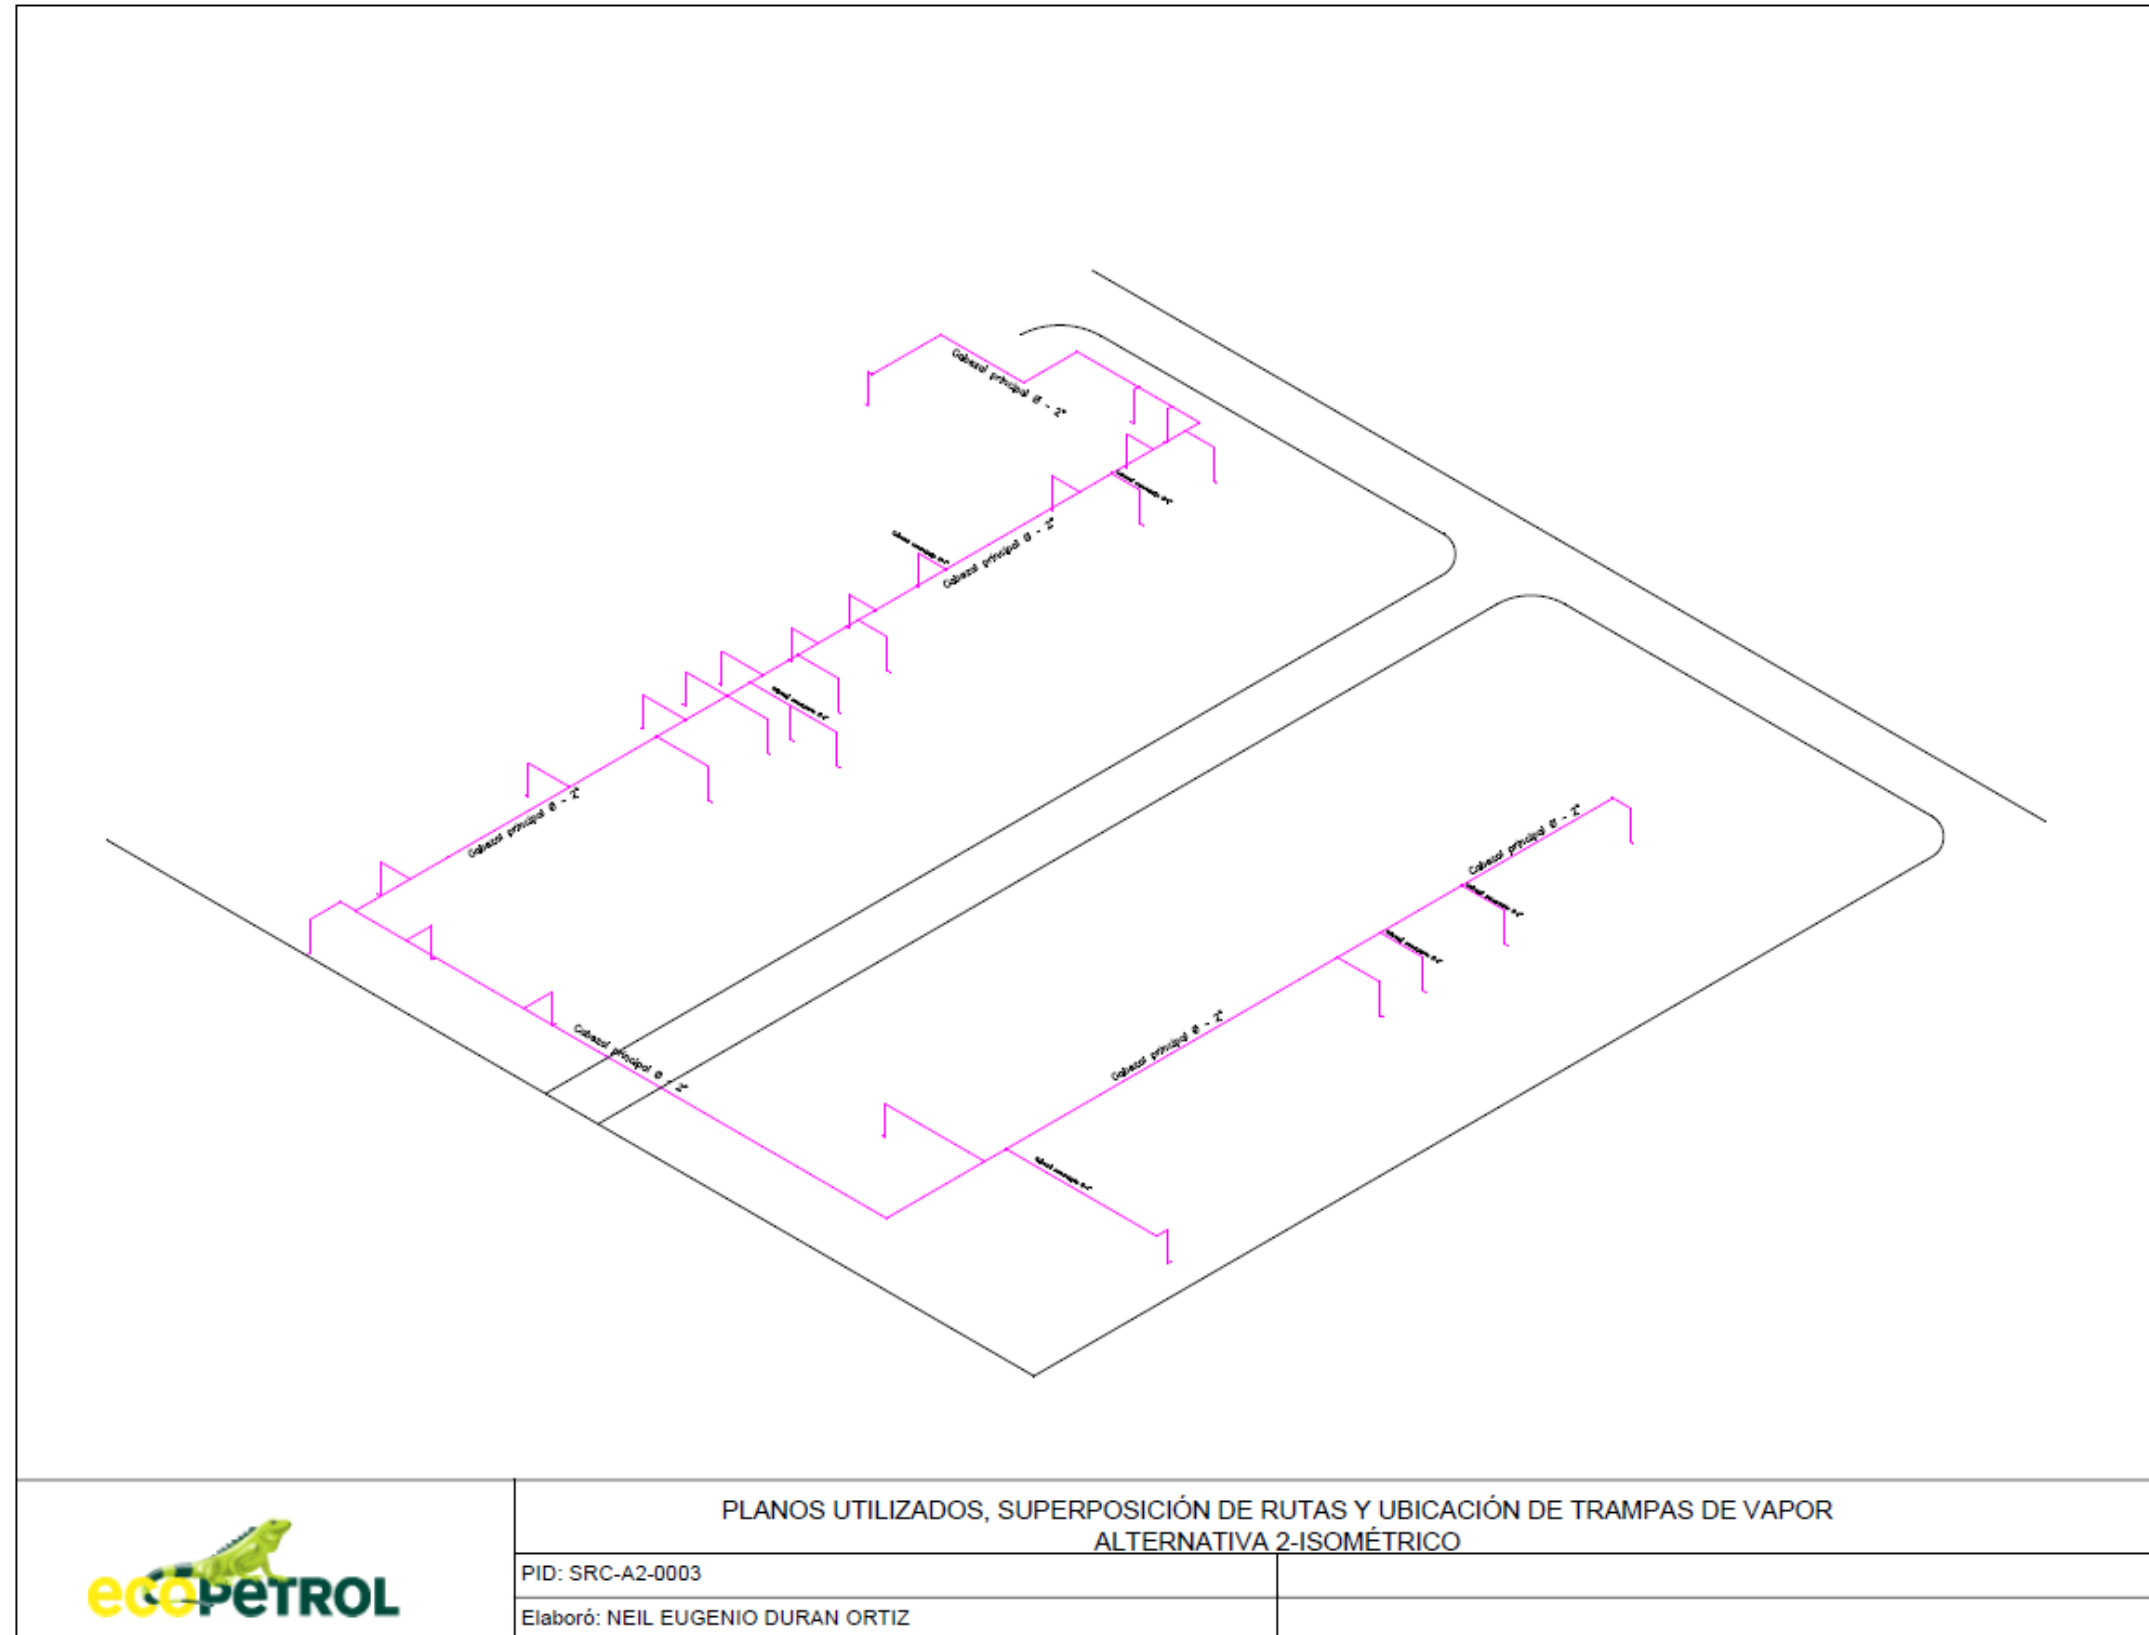 Cabezal principal Ø - 2"
Cabezal principal Ø - 2"
Cabezal principal Ø - 2"
Cabezal principal Ø - 2"
Cabezal principal Ø - 2"
Cabezal principal Ø - 2"
ecopetrol
PLANOS UTILIZADOS, SUPERPOSICIÓN DE RUTAS Y UBICACIÓN DE TRAMPAS DE VAPOR
ALTERNATIVA 2-ISOMÉTRICO
PID: SRC-A2-0003
Elaboró: NEIL EUGENIO DURAN ORTIZ